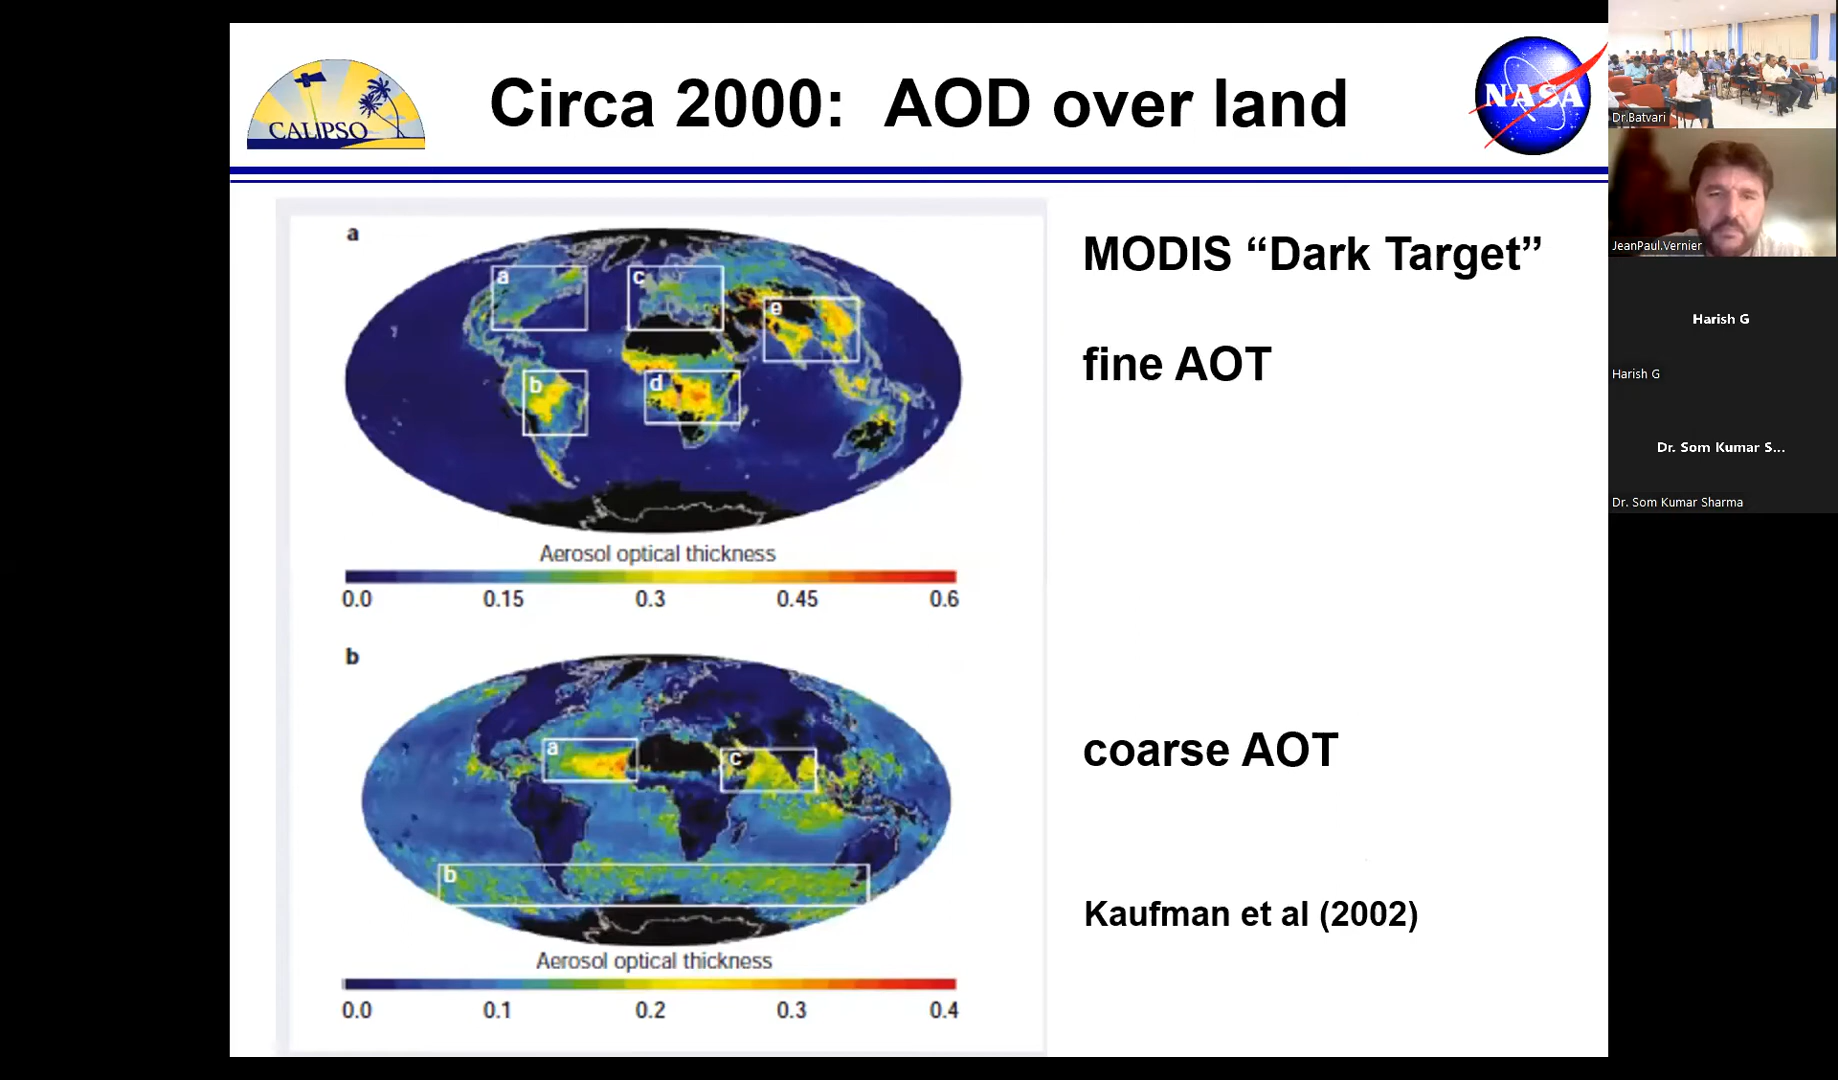 CALIPSO
Circa 2000: AOD over land
NASA
a
a
c
e
b
d
Aerosol optical thickness
0.0 0.15 0.3 0.45 0.6
MODIS “Dark Target”
fine AOT
b
a
c
b
Aerosol optical thickness
0.0 0.1 0.2 0.3 0.4
coarse AOT
Kaufman et al (2002)
Dr.Batvari
JeanPaul.Vernier
Harish G
Harish G
Dr. Som Kumar S...
Dr. Som Kumar Sharma